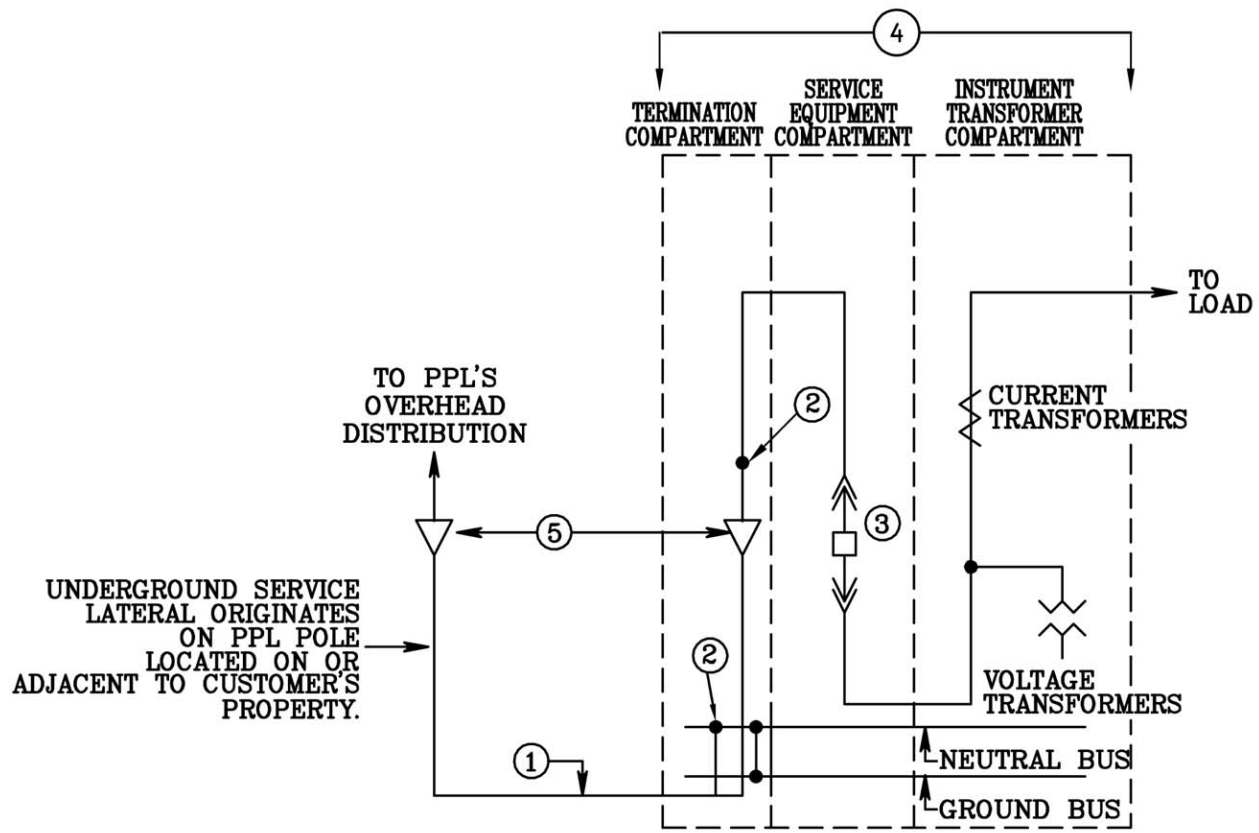 4
TERMINATION
COMPARTMENT
SERVICE
EQUIPMENT
COMPARTMENT
INSTRUMENT
TRANSFORMER
COMPARTMENT
TO
LOAD
TO PPL'S
OVERHEAD
DISTRIBUTION
2
CURRENT
TRANSFORMERS
5
3
UNDERGROUND SERVICE
LATERAL ORIGINATES
ON PPL POLE
LOCATED ON OR
ADJACENT TO CUSTOMER'S
PROPERTY.
2
VOLTAGE
TRANSFORMERS
1
NEUTRAL BUS
GROUND BUS